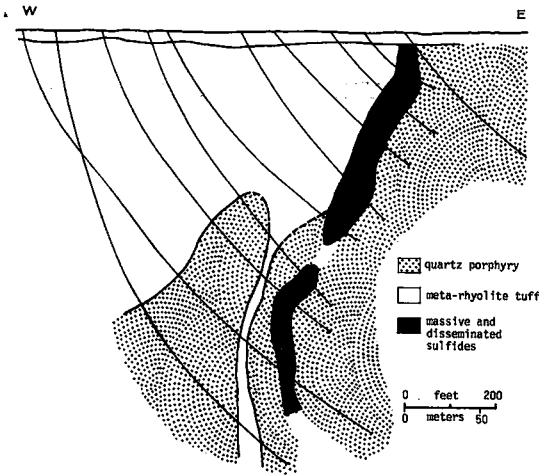 W
E
quartz porphyry
meta-rhyolite tuff
massive and
disseminated
sulfides
0 feet 200
0 meters 50